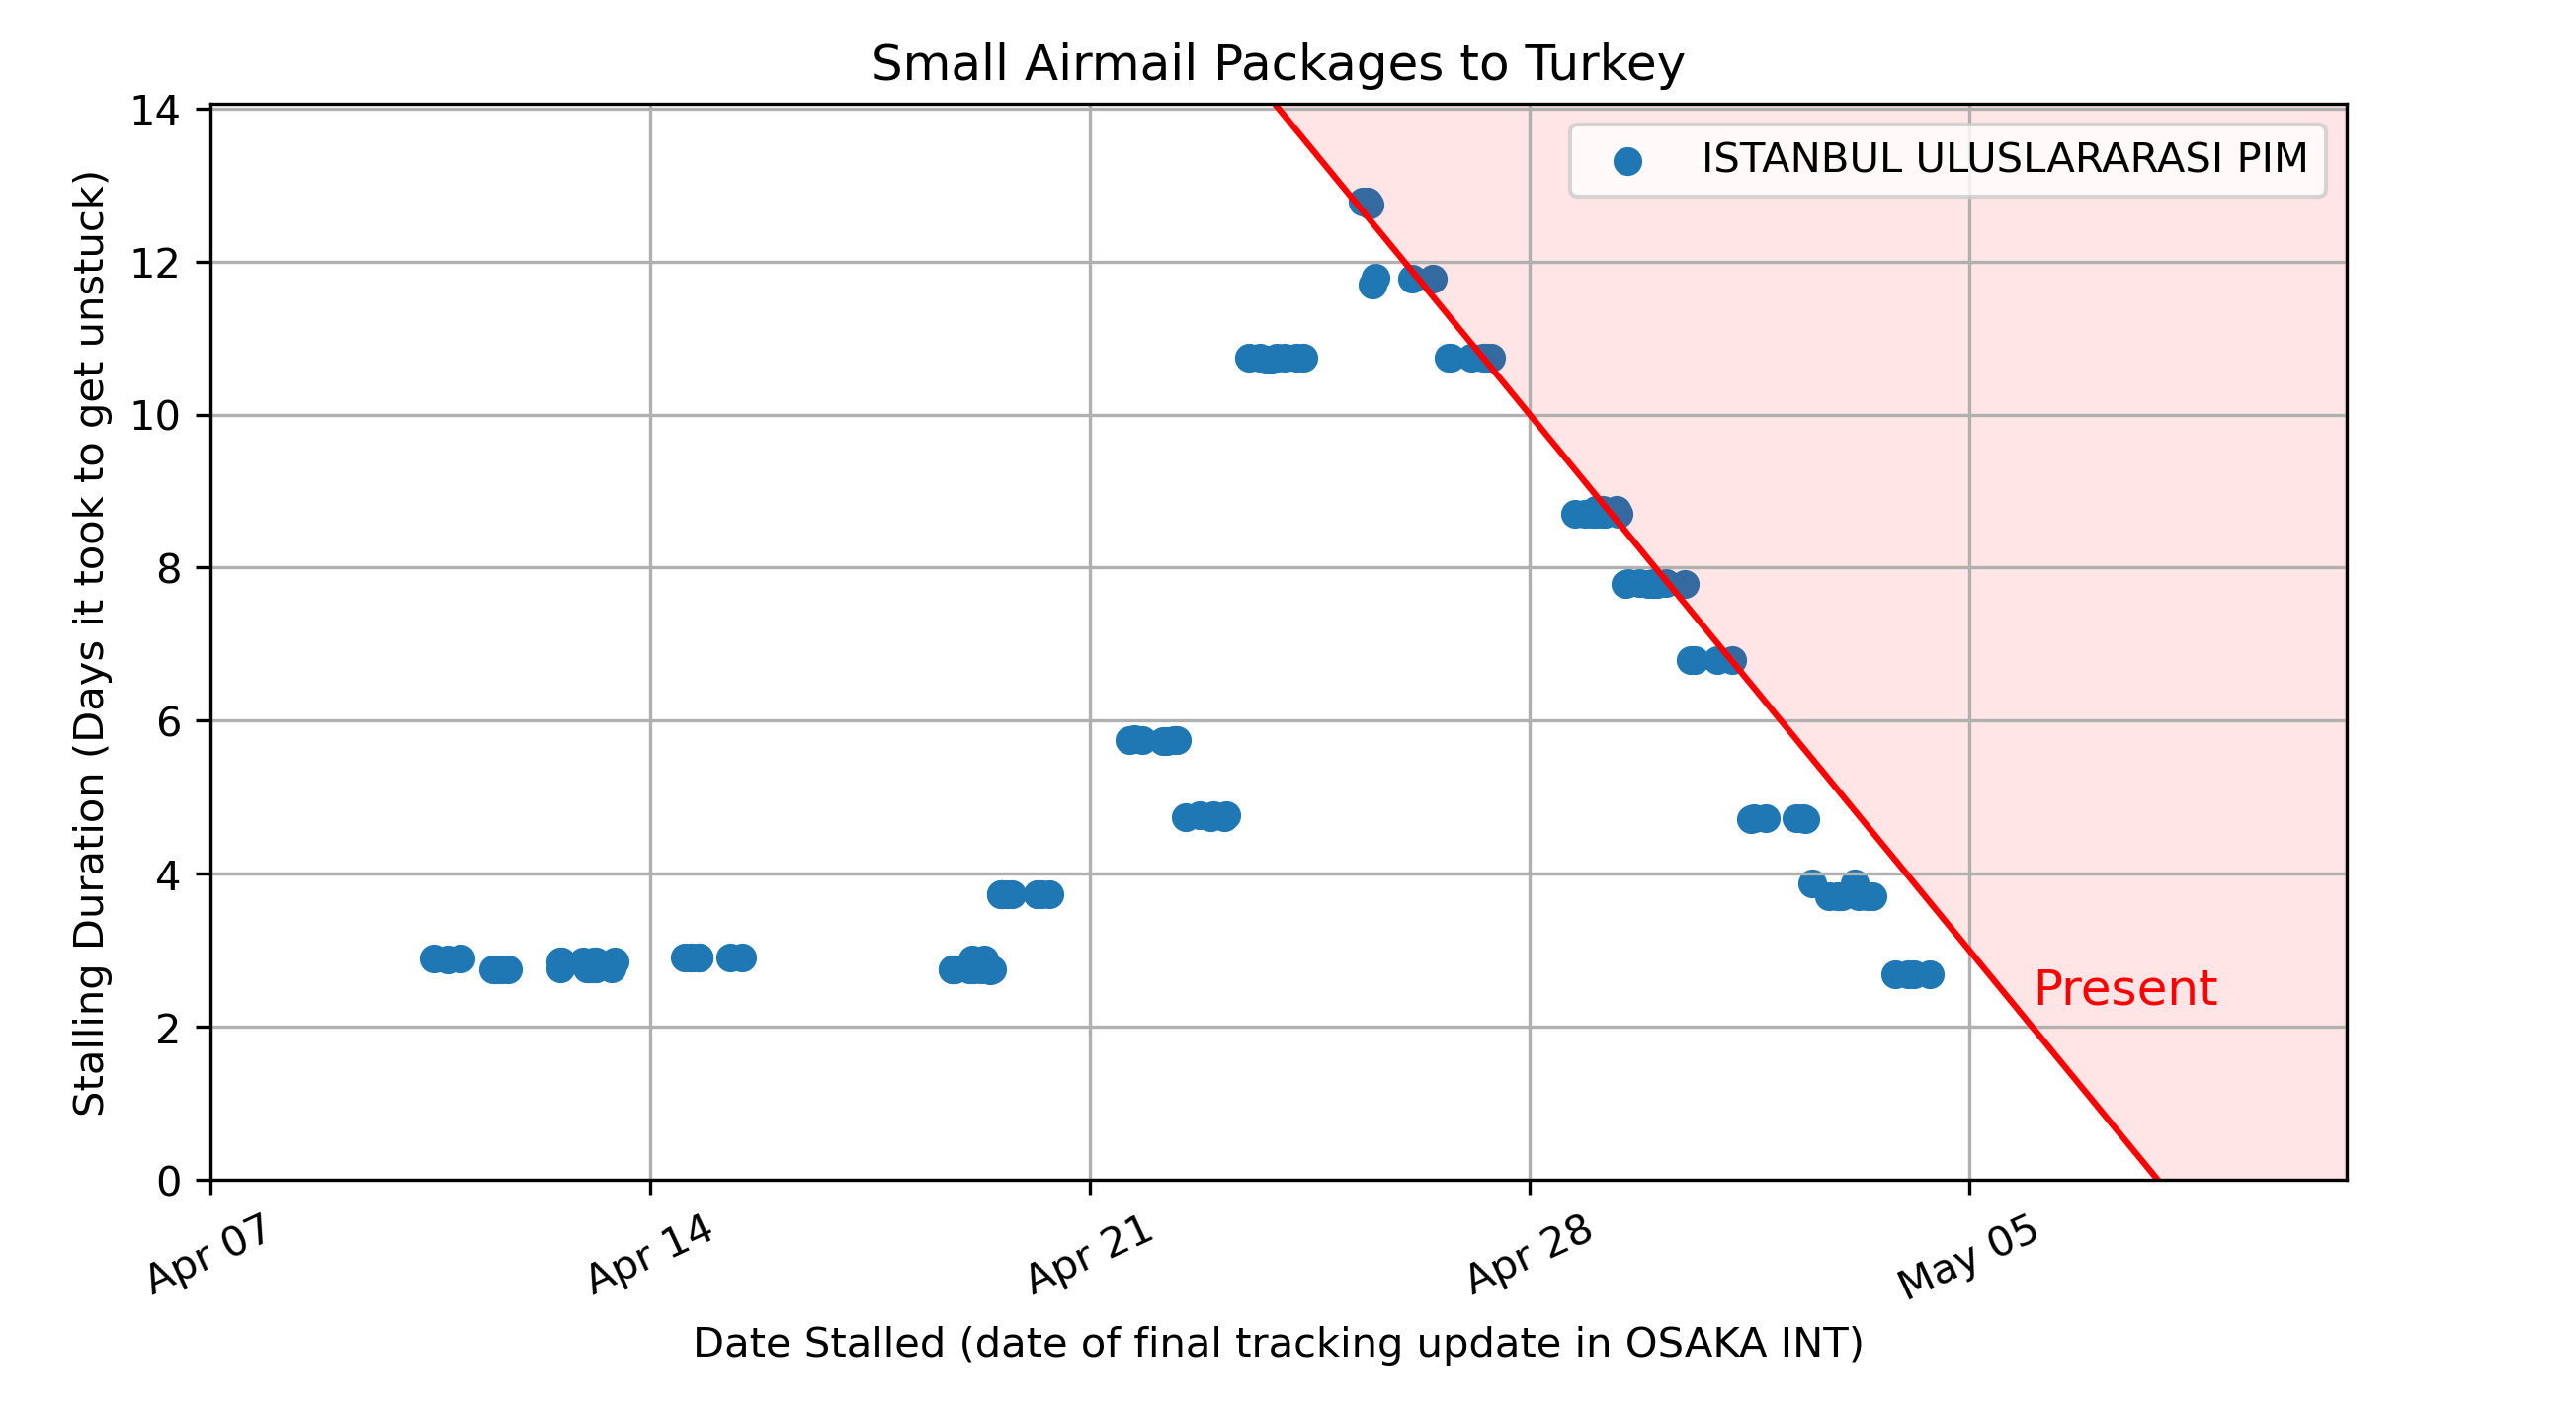 Small Airmail Packages to Turkey
Stalling Duration (Days it took to get unstuck)
14
12
10
8
6
4
2
0
ISTANBUL ULUSLARARASI PIM
Present
Apr 07
Apr 14
Apr 21
Apr 28
May 05
Date Stalled (date of final tracking update in OSAKA INT)